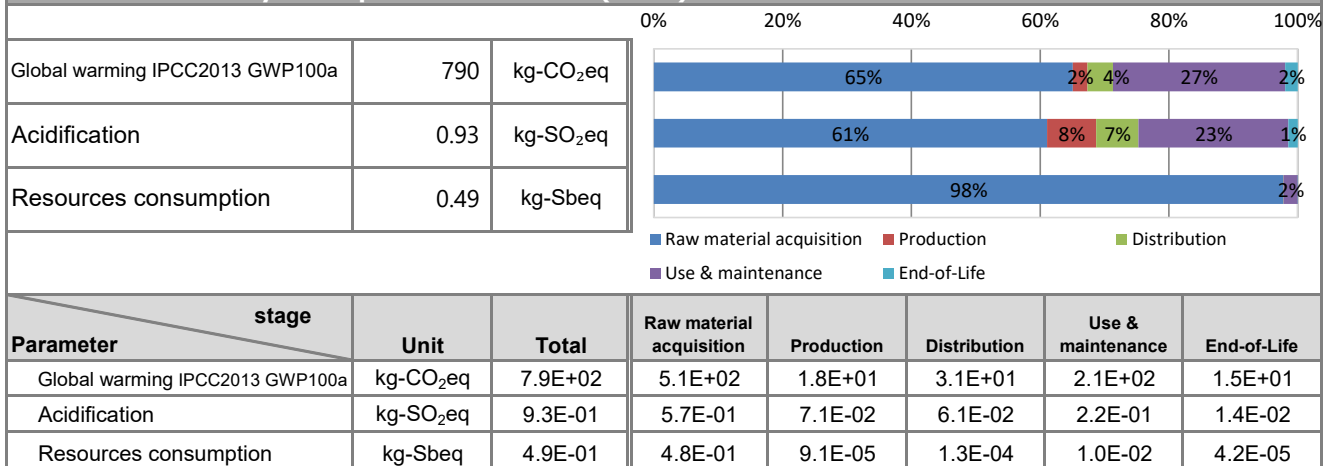 0% 20% 40% 60% 80% 100%
Global warming IPCC2013 GWP100a 790 kg-CO₂eq 65% 2% 4% 27% 2%
Acidification 0.93 kg-SO₂eq 61% 8% 7% 23% 1%
Resources consumption 0.49 kg-Sbeq 98% 2%
Raw material acquisition Production Distribution
Use & maintenance End-of-Life
stage
Parameter Unit Total Raw material acquisition Production Distribution Use & maintenance End-of-Life
Global warming IPCC2013 GWP100a kg-CO₂eq 7.9E+02 5.1E+02 1.8E+01 3.1E+01 2.1E+02 1.5E+01
Acidification kg-SO₂eq 9.3E-01 5.7E-01 7.1E-02 6.1E-02 2.2E-01 1.4E-02
Resources consumption kg-Sbeq 4.9E-01 4.8E-01 9.1E-05 1.3E-04 1.0E-02 4.2E-05